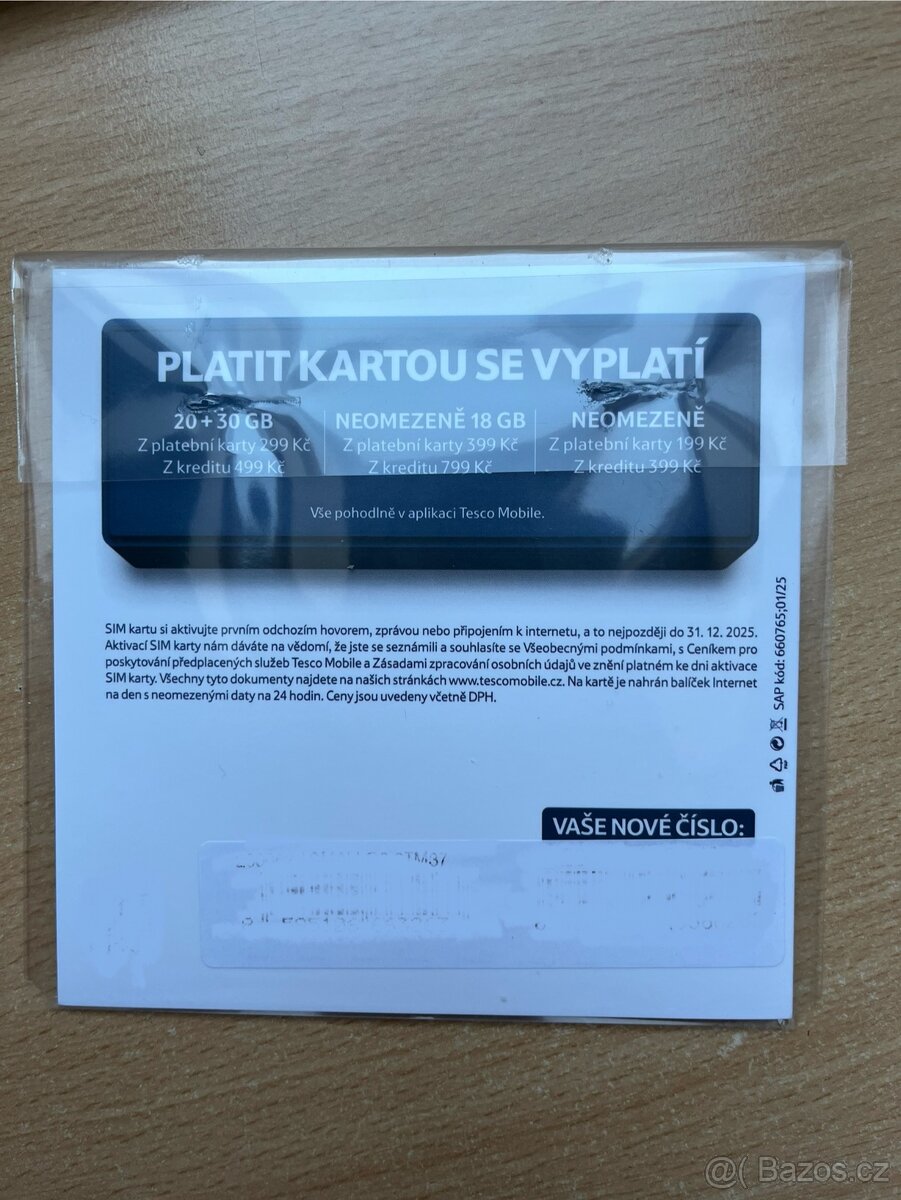 PLATIT KARTOU SE VYPLATÍ
20 + 30 GB NEOMEZENĚ 18 GB NEOMEZENĚ
Z platební karty 299 Kč Z platební karty 399 Kč Z platební karty 199 Kč
Z kreditu 499 Kč Z kreditu 799 Kč Z kreditu 399 Kč
Vše pohodlně v aplikaci Tesco Mobile.
SIM kartu si aktivujte prvním odchozím hovorem, zprávou nebo připojením k internetu, a to nejpozději do 31. 12. 2025.
Aktivací SIM karty nám dáváte na vědomí, že jste se seznámili a souhlasíte se Všeobecnými podmínkami, s Ceníkem pro
poskytování předplacených služeb Tesco Mobile a Zásadami zpracování osobních údajů ve znění platném ke dni aktivace
SIM karty. Všechny tyto dokumenty najdete na našich stránkách www.tescomobile.cz. Na kartě je nahrán balíček Internet
na den s neomezenými daty na 24 hodin. Ceny jsou uvedeny včetně DPH.
SAP kód: 660765;01/25
VAŠE NOVÉ ČÍSLO:
@( Bazos.cz